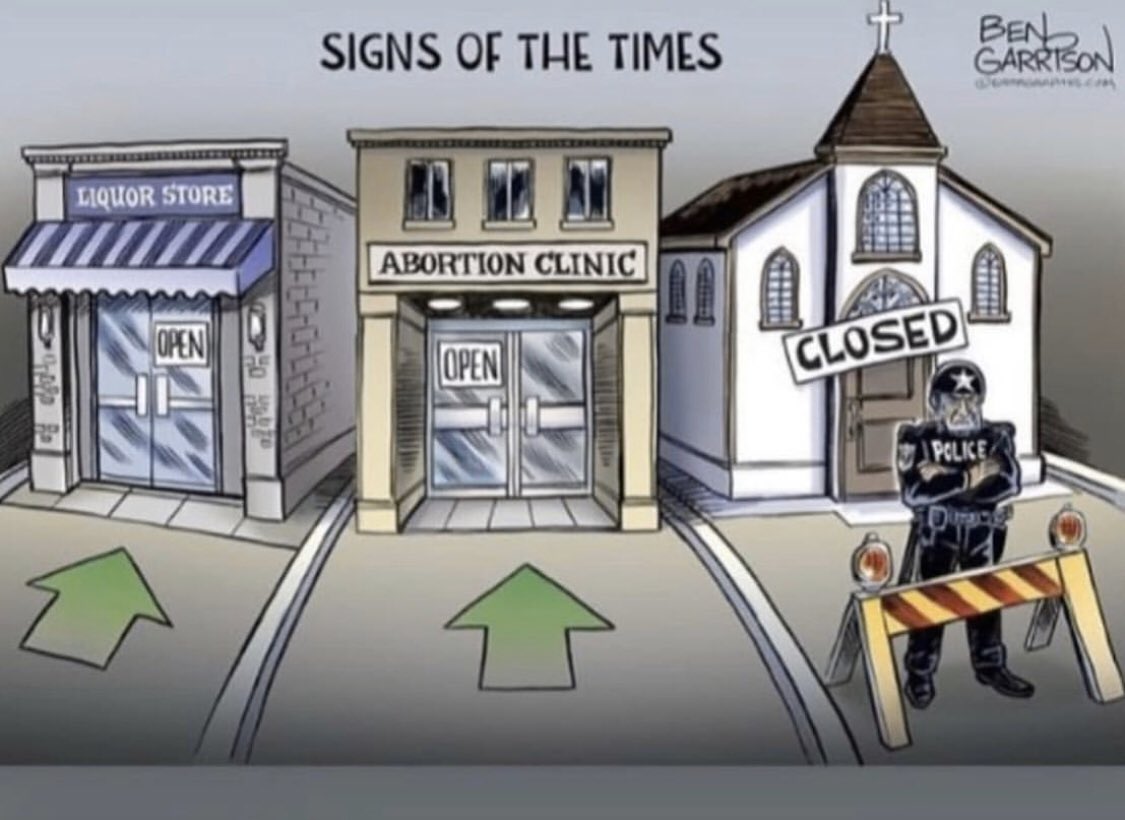 SIGNS OF THE TIMES
BEN
GARRISON
LIQUOR STORE
OPEN
ABORTION CLINIC
OPEN
CLOSED
POLICE